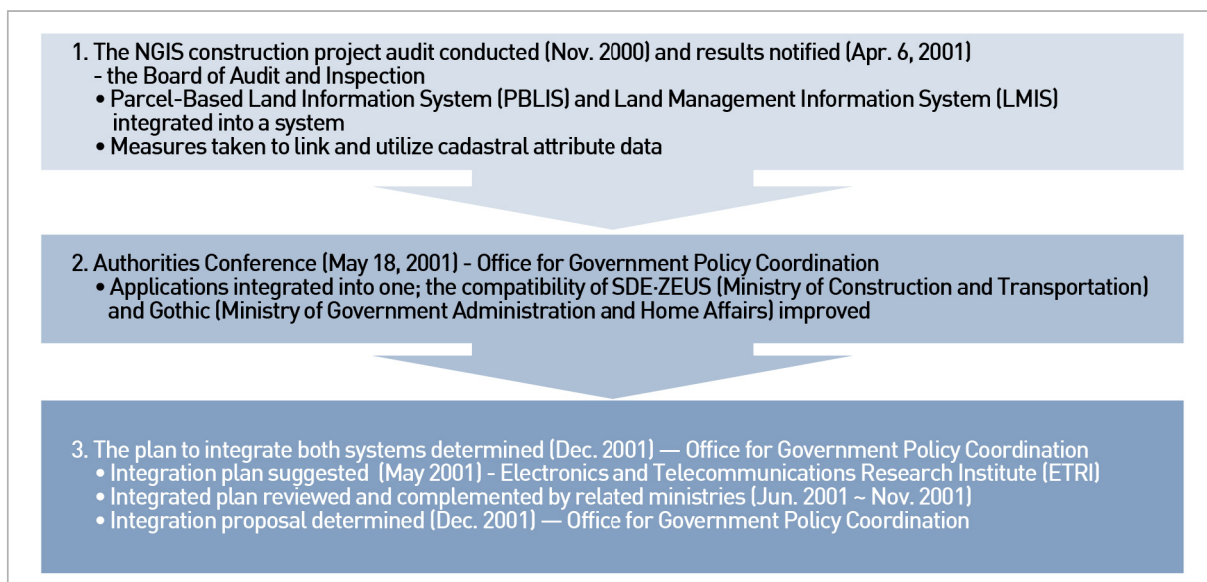 1. The NGIS construction project audit conducted (Nov. 2000) and results notified (Apr. 6, 2001)
- the Board of Audit and Inspection
• Parcel-Based Land Information System (PBLIS) and Land Management Information System (LMIS)
integrated into a system
• Measures taken to link and utilize cadastral attribute data
2. Authorities Conference (May 18, 2001) - Office for Government Policy Coordination
• Applications integrated into one; the compatibility of SDE·ZEUS (Ministry of Construction and Transportation)
and Gothic (Ministry of Government Administration and Home Affairs) improved
3. The plan to integrate both systems determined (Dec. 2001) — Office for Government Policy Coordination
• Integration plan suggested (May 2001) - Electronics and Telecommunications Research Institute (ETRI)
• Integrated plan reviewed and complemented by related ministries (Jun. 2001 ~ Nov. 2001)
• Integration proposal determined (Dec. 2001) — Office for Government Policy Coordination